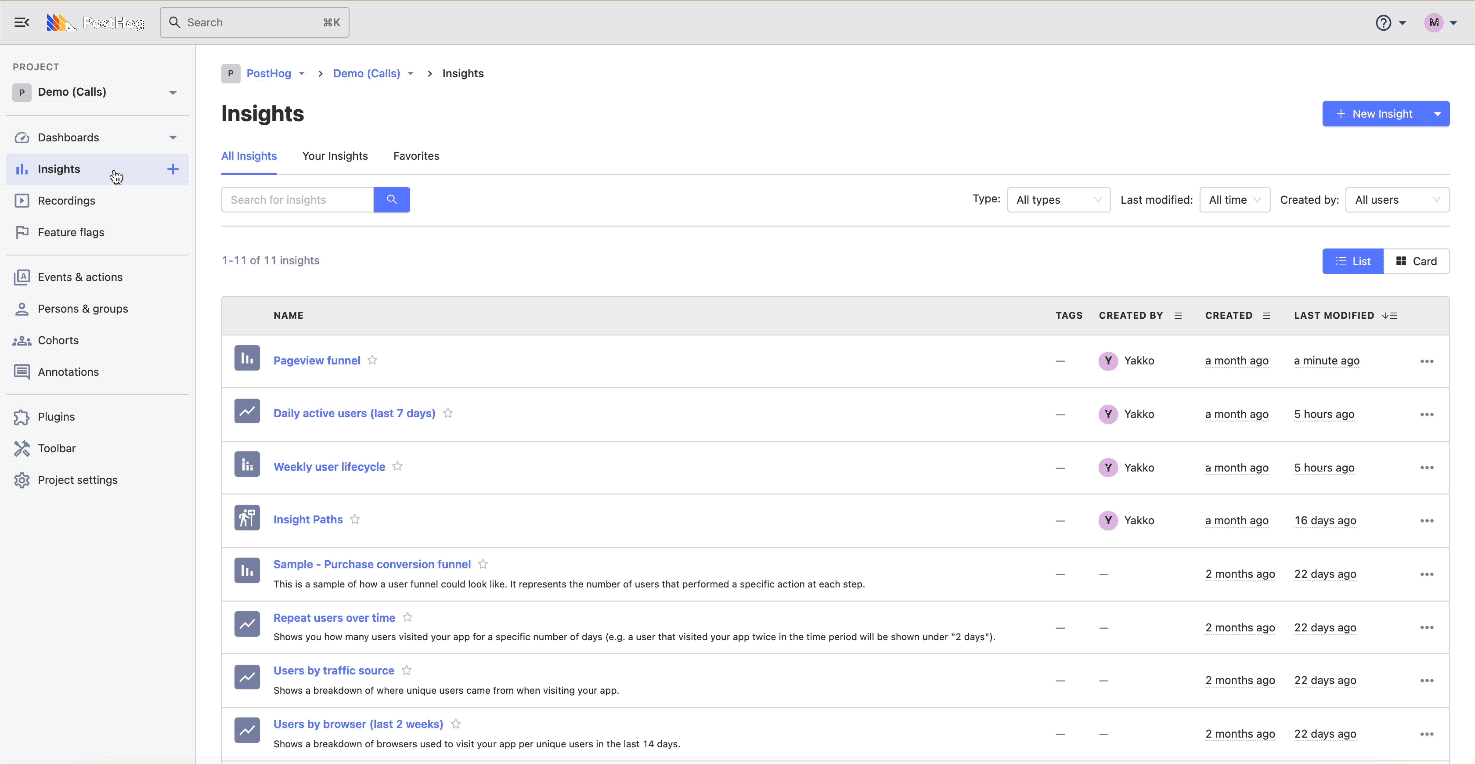 PostHog
Search ⌘K
M
PROJECT
P Demo (Calls)
Dashboards
Insights
Recordings
Feature flags
Events & actions
Persons & groups
Cohorts
Annotations
Plugins
Toolbar
Project settings
P PostHog > Demo (Calls) > Insights
Insights
+ New Insight
All Insights Your Insights Favorites
Search for insights
Type: All types Last modified: All time Created by: All users
1-11 of 11 insights
List Card
NAME TAGS CREATED BY CREATED LAST MODIFIED
Pageview funnel — Y Yakko a month ago a minute ago
Daily active users (last 7 days) — Y Yakko a month ago 5 hours ago
Weekly user lifecycle — Y Yakko a month ago 5 hours ago
Insight Paths — Y Yakko a month ago 16 days ago
Sample - Purchase conversion funnel
This is a sample of how a user funnel could look like. It represents the number of users that performed a specific action at each step.
— — 2 months ago 22 days ago
Repeat users over time
Shows you how many users visited your app for a specific number of days (e.g. a user that visited your app twice in the time period will be shown under "2 days").
— — 2 months ago 22 days ago
Users by traffic source
Shows a breakdown of where unique users came from when visiting your app.
— — 2 months ago 22 days ago
Users by browser (last 2 weeks)
Shows a breakdown of browsers used to visit your app per unique users in the last 14 days.
— — 2 months ago 22 days ago